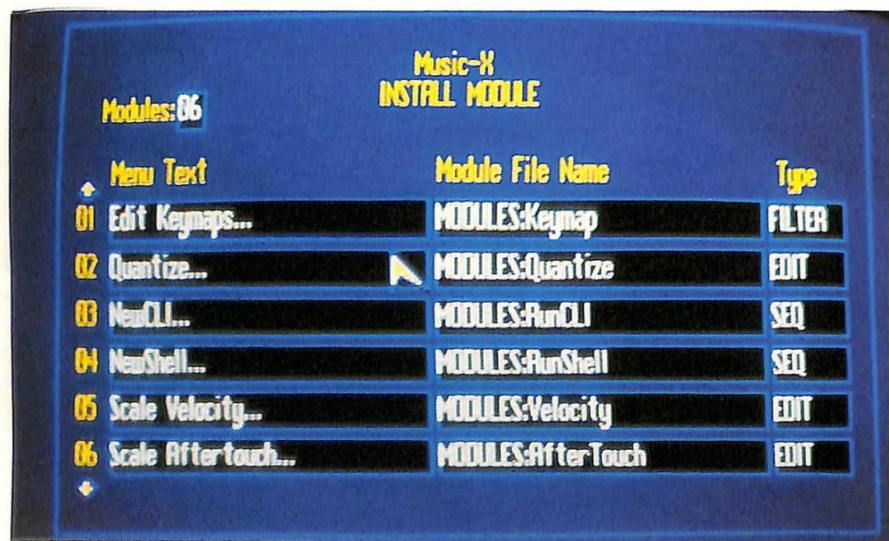 Music-X
INSTALL MODULE
Modules:06
Menu Text Module File Name Type
01 Edit Keymaps... MODULES:Keymap FILTER
02 Quantize... MODULES:Quantize EDIT
03 NewCLI... MODULES:RunCLI SEQ
04 NewShell... MODULES:RunShell SEQ
05 Scale Velocity... MODULES:Velocity EDIT
06 Scale Aftertouch... MODULES:AfterTouch EDIT